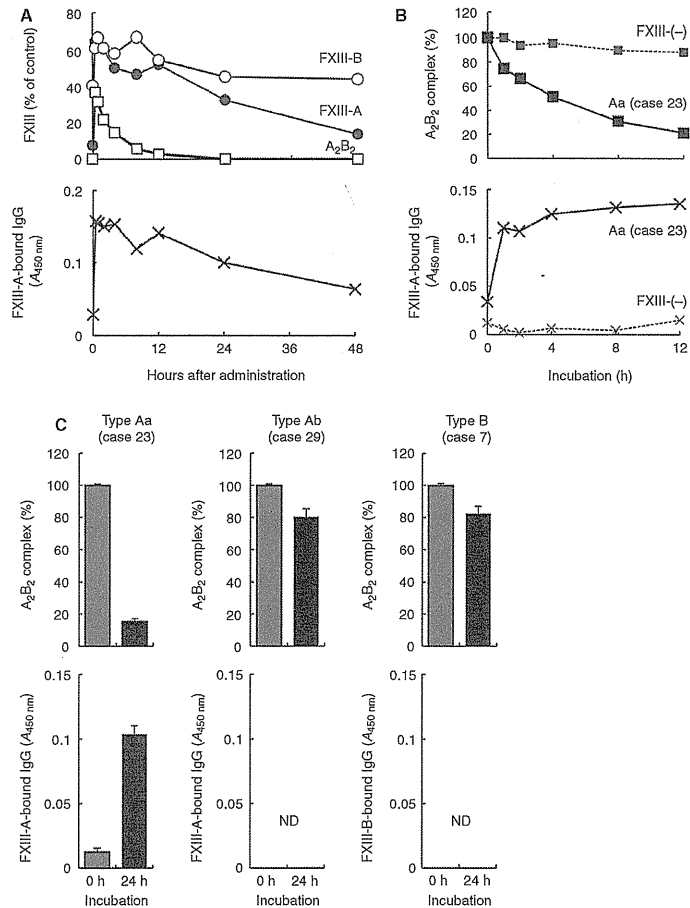 A
FXIII (% of control)
80
60
40
20
0
FXIII-B
FXIII-A
A₂B₂
FXIII-A-bound IgG
(A450 nm)
0.2
0.1
0
0 12 24 36 48
Hours after administration
B
A₂B₂ complex (%)
120
100
80
60
40
20
0
FXIII-(–)
Aa (case 23)
FXIII-A-bound IgG
(A450 nm)
0.15
0.1
0.05
0
Aa (case 23)
FXIII-(–)
0 4 8 12
Incubation (h)
C
Type Aa
(case 23)
A₂B₂ complex (%)
120
100
80
60
40
20
0
Type Ab
(case 29)
A₂B₂ complex (%)
120
100
80
60
40
20
0
Type B
(case 7)
A₂B₂ complex (%)
120
100
80
60
40
20
0
FXIII-A-bound IgG (A450 nm)
0.15
0.1
0.05
0
0 h 24 h
Incubation
FXIII-A-bound IgG (A450 nm)
0.15
0.1
0.05
0
ND
0 h 24 h
Incubation
FXIII-B-bound IgG (A450 nm)
0.15
0.1
0.05
0
ND
0 h 24 h
Incubation